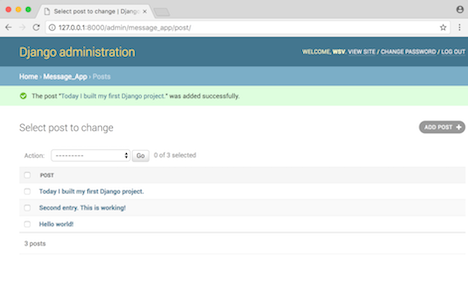 Select post to change | Djang
127.0.0.1:8000/admin/message_app/post/
Django administration
WELCOME, WSV. VIEW SITE / CHANGE PASSWORD / LOG OUT
Home › Message_App › Posts
The post "Today I built my first Django project." was added successfully.
Select post to change
ADD POST +
Action: --------- Go 0 of 3 selected
POST
Today I built my first Django project.
Second entry. This is working!
Hello world!
3 posts